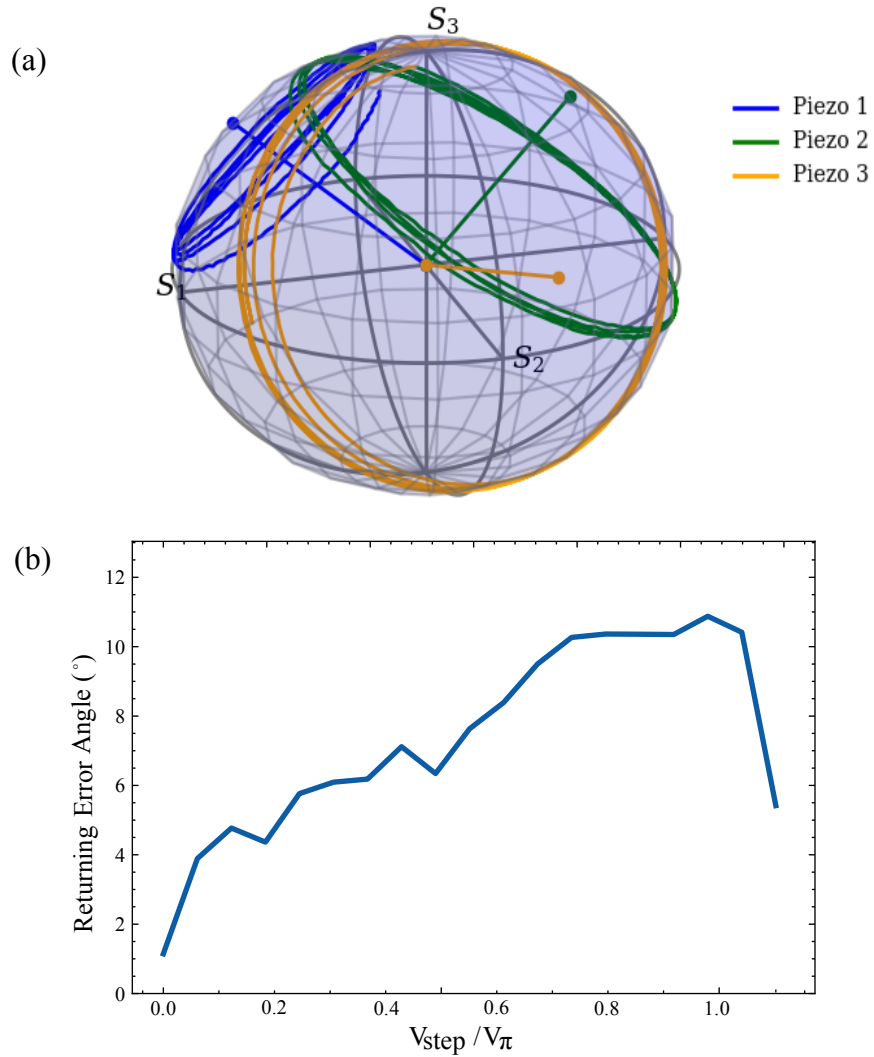 (a)
S₃
Piezo 1
Piezo 2
Piezo 3
S₁
S₂
(b)
12
10
8
6
4
2
0
Returning Error Angle (°)
0.0 0.2 0.4 0.6 0.8 1.0
Vstep/Vπ